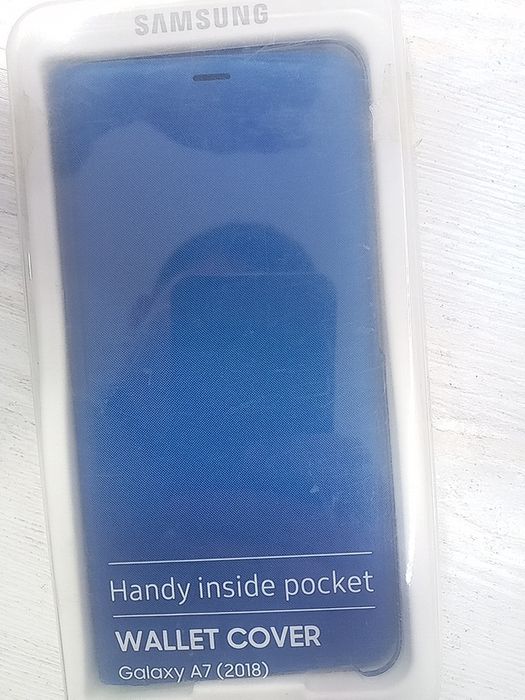 SAMSUNG
Handy inside pocket
WALLET COVER
Galaxy A7 (2018)